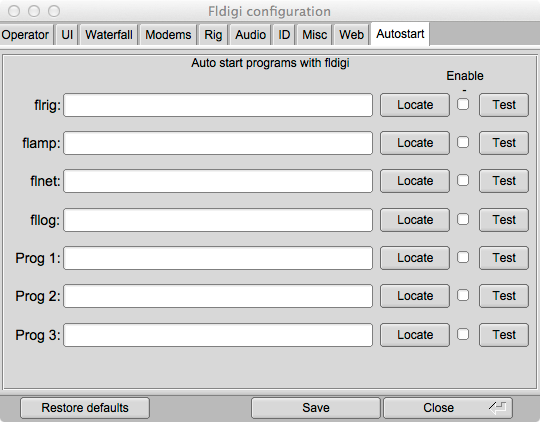 Fldigi configuration
Operator UI Waterfall Modems Rig Audio ID Misc Web Autostart
Auto start programs with fldigi
Enable
-
flrig: Locate Test
flamp: Locate Test
flnet: Locate Test
fllog: Locate Test
Prog 1: Locate Test
Prog 2: Locate Test
Prog 3: Locate Test
Restore defaults Save Close